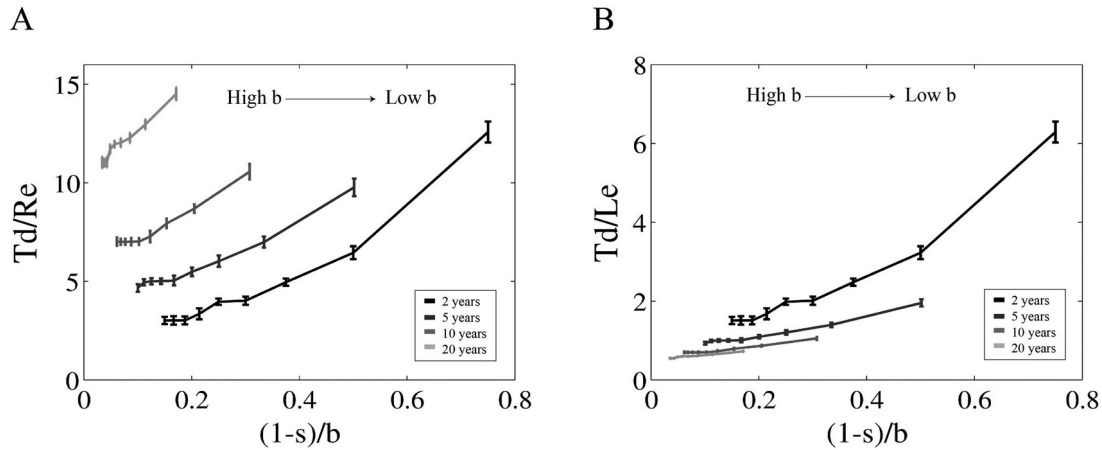 A
B
15
10
5
0
Td/Re
High b
Low b
2 years
5 years
10 years
20 years
0
0.2
0.4
0.6
0.8
(1-s)/b
8
6
4
2
0
Td/Le
High b
Low b
2 years
5 years
10 years
20 years
0
0.2
0.4
0.6
0.8
(1-s)/b